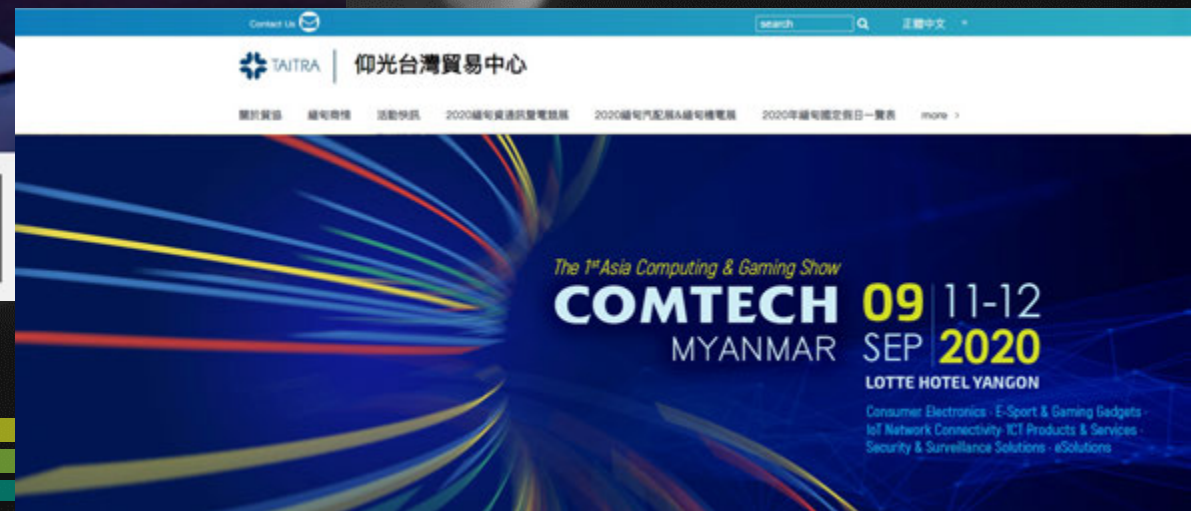 Contact Us
search
正體中文
TAITRA
仰光台灣貿易中心
關於貿協 緬甸商情 活動快訊 2020緬甸資通訊暨電競展 2020緬甸汽配展&緬甸機電展 2020年緬甸國定假日一覽表 more >
The 1st Asia Computing & Gaming Show
COMTECH
MYANMAR
09 11-12
SEP 2020
LOTTE HOTEL YANGON
Consumer Electronics · E-Sport & Gaming Gadgets ·
IoT Network Connectivity· ICT Products & Services ·
Security & Surveillance Solutions · eSolutions